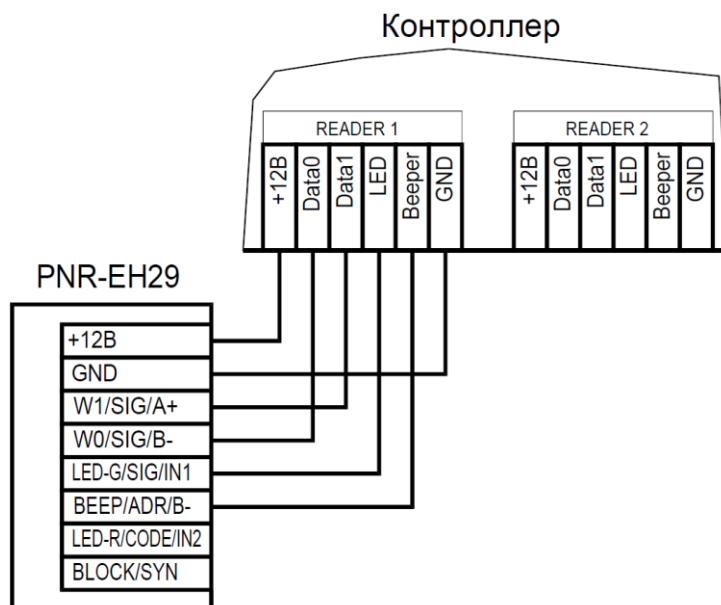 Контроллер
READER 1
READER 2
+12В
Data0
Data1
LED
Beeper
GND
+12В
Data0
Data1
LED
Beeper
GND
PNR-EH29
+12В
GND
W1/SIG/A+
W0/SIG/B-
LED-G/SIG/IN1
BEEP/ADR/B-
LED-R/CODE/IN2
BLOCK/SYN